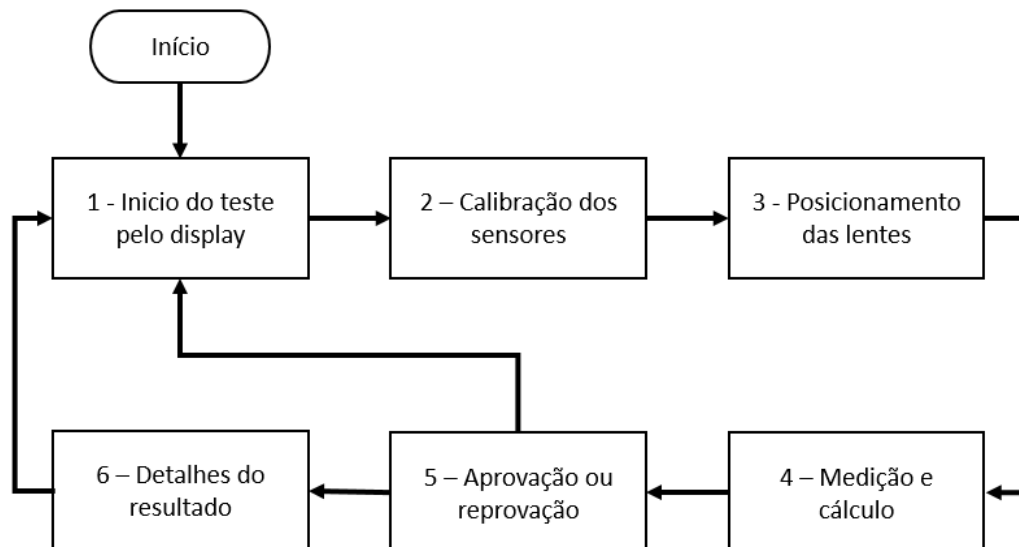 Início
1 - Inicio do teste
pelo display
2 – Calibração dos
sensores
3 - Posicionamento
das lentes
4 – Medição e
cálculo
5 – Aprovação ou
reprovação
6 – Detalhes do
resultado